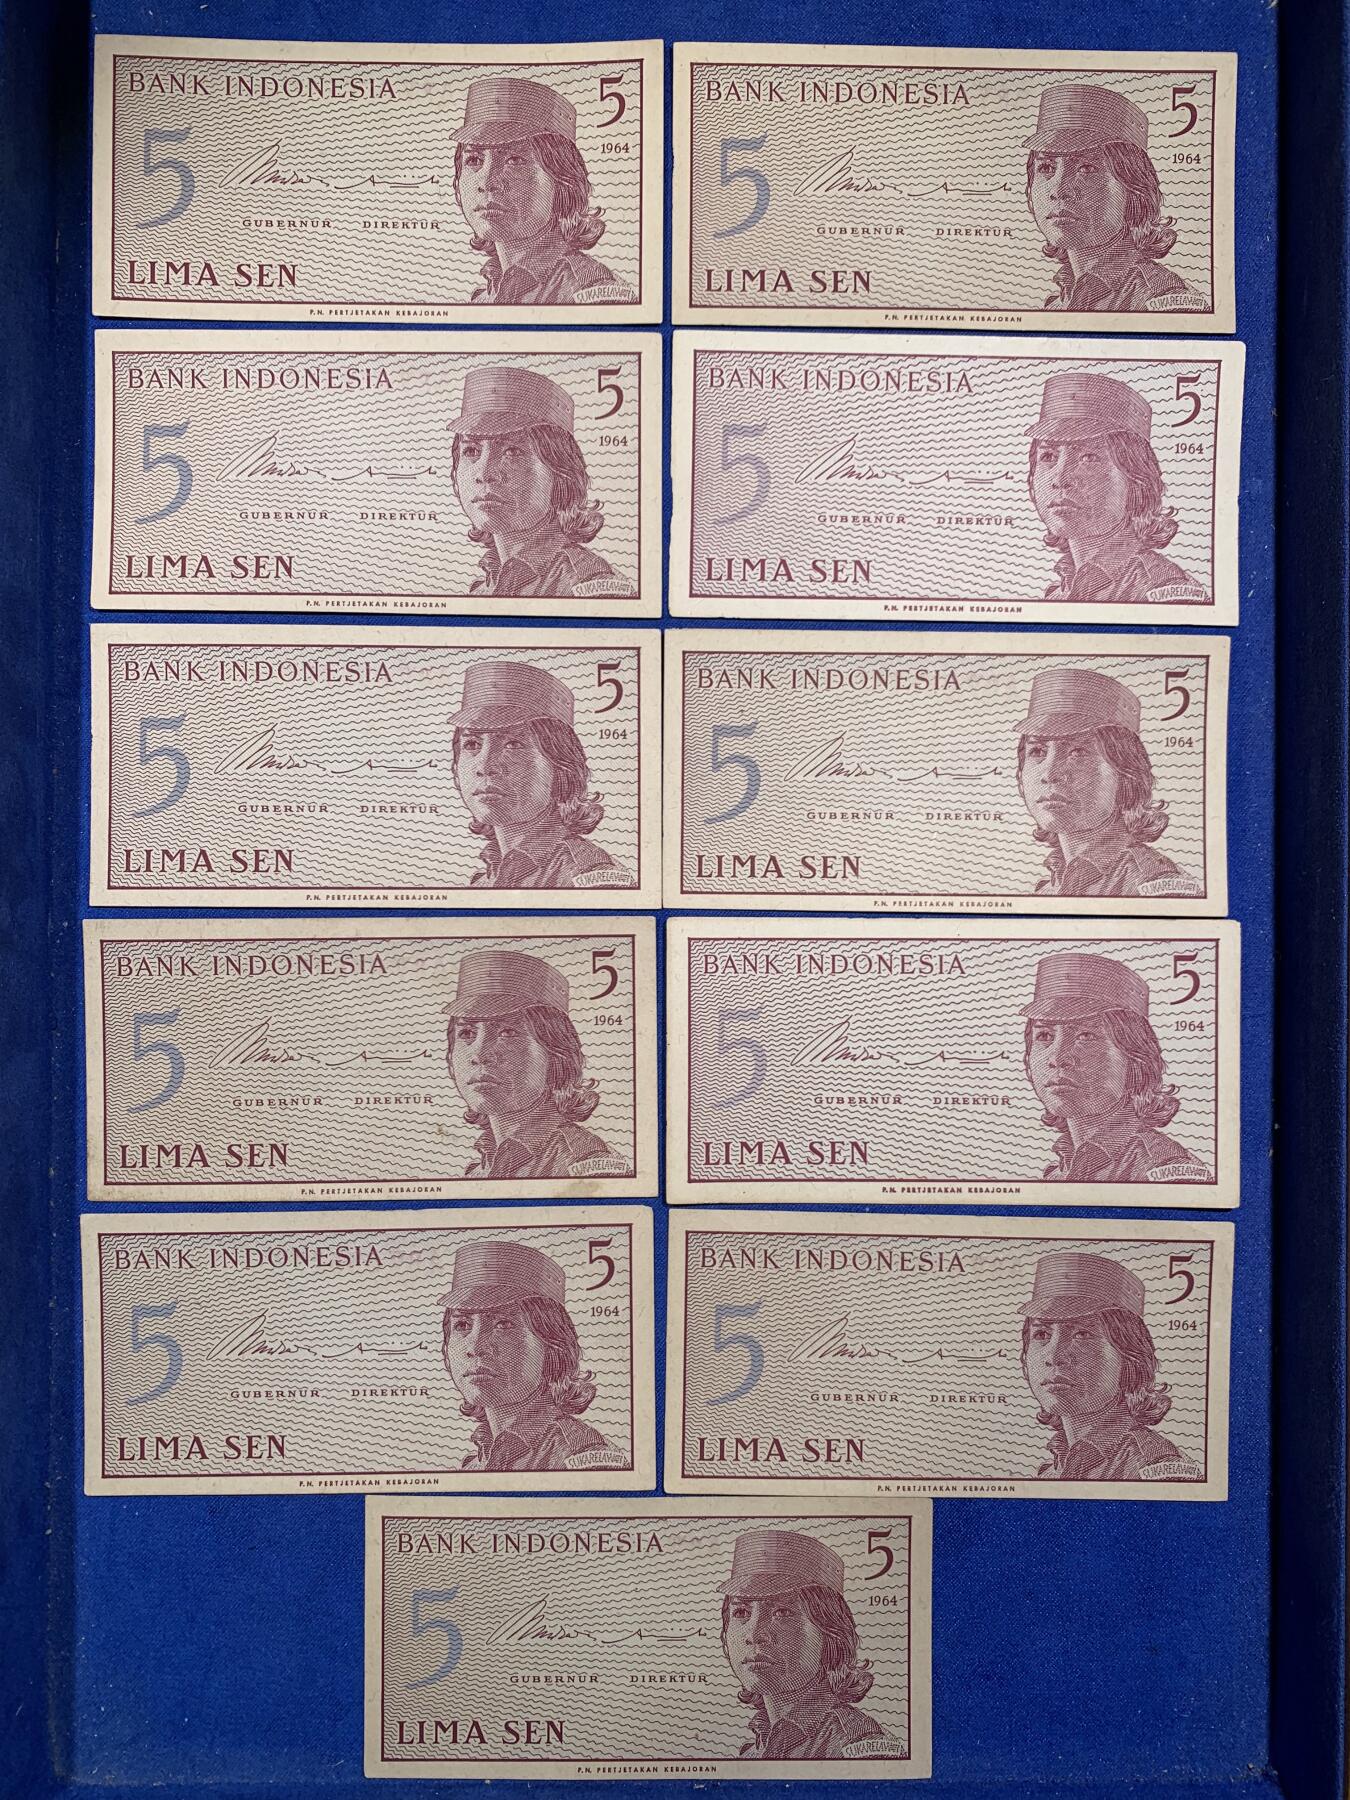 BANK INDONESIA 5
1964
5
GUBERNUR DIREKTUR
LIMA SEN
SUKARELAWATI
P.N. PERTJETAKAN KEBAJORAN
BANK INDONESIA 5
1964
5
GUBERNUR DIREKTUR
LIMA SEN
SUKARELAWATI
P.N. PERTJETAKAN KEBAJORAN
BANK INDONESIA 5
1964
5
GUBERNUR DIREKTUR
LIMA SEN
SUKARELAWATI
P.N. PERTJETAKAN KEBAJORAN
BANK INDONESIA 5
1964
5
GUBERNUR DIREKTUR
LIMA SEN
SUKARELAWATI
P.N. PERTJETAKAN KEBAJORAN
BANK INDONESIA 5
1964
5
GUBERNUR DIREKTUR
LIMA SEN
SUKARELAWATI
P.N. PERTJETAKAN KEBAJORAN
BANK INDONESIA 5
1964
5
GUBERNUR DIREKTUR
LIMA SEN
SUKARELAWATI
P.N. PERTJETAKAN KEBAJORAN
BANK INDONESIA 5
1964
5
GUBERNUR DIREKTUR
LIMA SEN
SUKARELAWATI
P.N. PERTJETAKAN KEBAJORAN
BANK INDONESIA 5
1964
5
GUBERNUR DIREKTUR
LIMA SEN
SUKARELAWATI
P.N. PERTJETAKAN KEBAJORAN
BANK INDONESIA 5
1964
5
GUBERNUR DIREKTUR
LIMA SEN
SUKARELAWATI
P.N. PERTJETAKAN KEBAJORAN
BANK INDONESIA 5
1964
5
GUBERNUR DIREKTUR
LIMA SEN
SUKARELAWATI
P.N. PERTJETAKAN KEBAJORAN
BANK INDONESIA 5
1964
5
GUBERNUR DIREKTUR
LIMA SEN
SUKARELAWATI
P.N. PERTJETAKAN KEBAJORAN